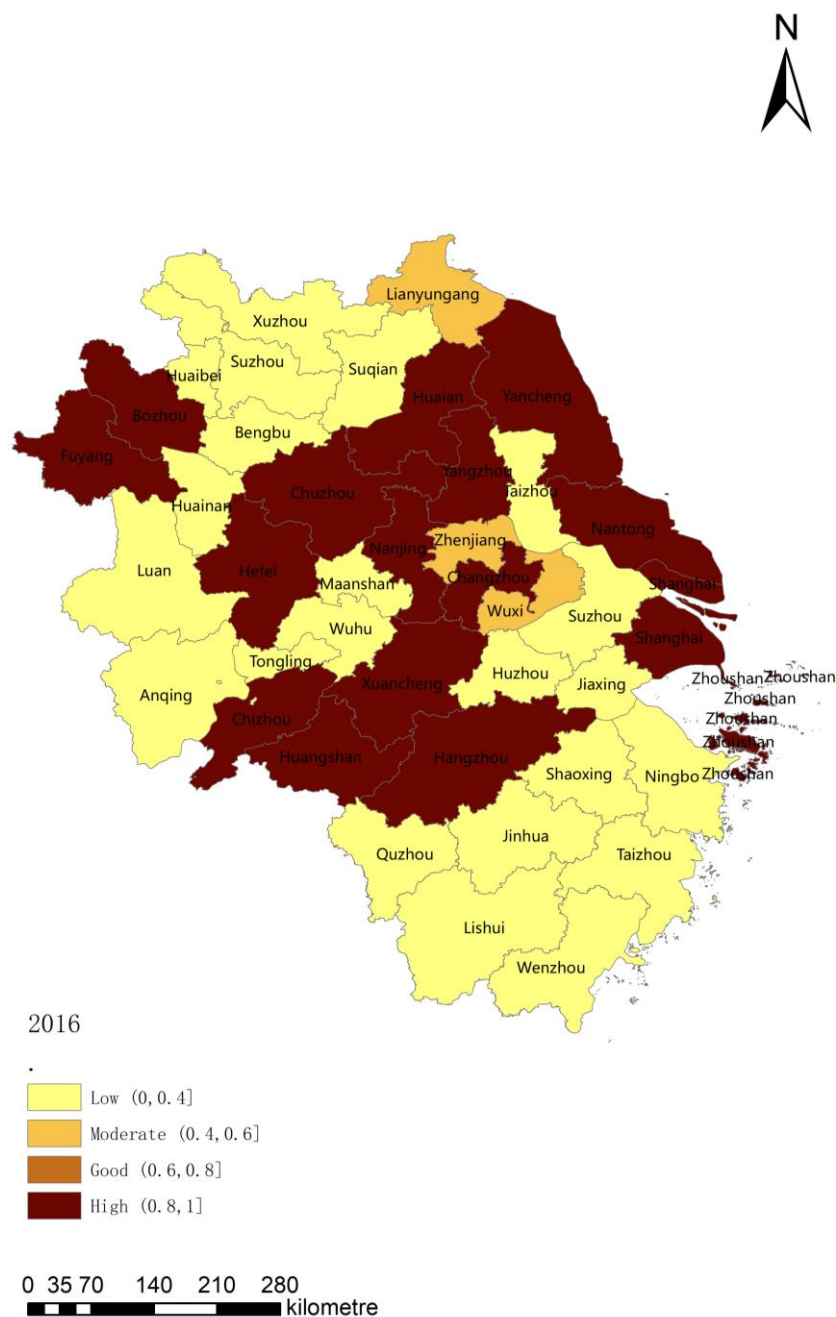 N
Lianyungang
Xuzhou
Suzhou
Suqian
Huaibei
Huaian
Yancheng
Bozhou
Bengbu
Fuyang
Yangzhou
Chuzhou
Taizhou
Huainan
Nantong
Zhenjiang
Nanjing
Luan
Hefei
Maanshan
Changzhou
Shanghai
Wuxi
Suzhou
Wuhu
Shanghai
Tongling
Huzhou
Xuancheng
Jiaxing
Zhoushan
Zhoushan
Anqing
Zhoushan
Chizhou
Zhoushan
Zhoushan
Huangshan
Hangzhou
Shaoxing
Ningbo
Zhoushan
Jinhua
Quzhou
Taizhou
Lishui
Wenzhou
2016
.
Low (0,0.4]
Moderate (0.4,0.6]
Good (0.6,0.8]
High (0.8,1]
0 35 70 140 210 280
kilometre